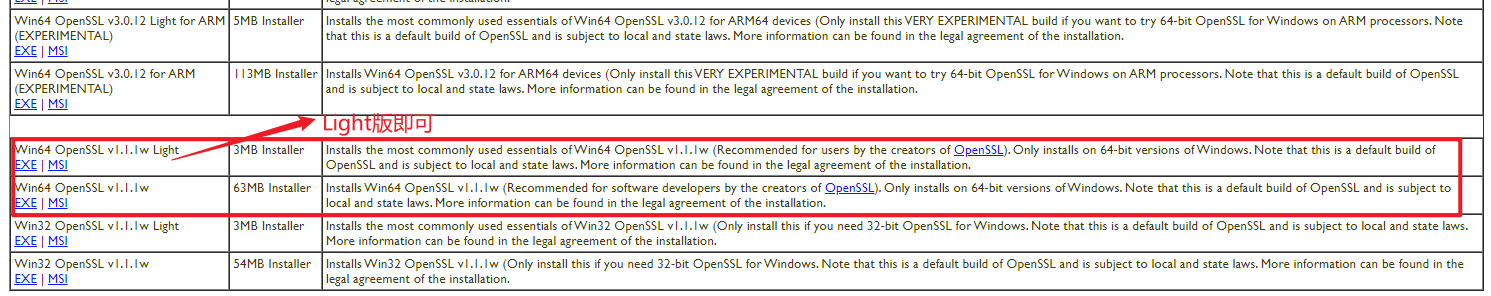 legal agreement of the installation.
Win64 OpenSSL v3.0.12 Light for ARM
(EXPERIMENTAL)
EXE | MSI
5MB Installer
Installs the most commonly used essentials of Win64 OpenSSL v3.0.12 for ARM64 devices (Only install this VERY EXPERIMENTAL build if you want to try 64-bit OpenSSL for Windows on ARM processors. Note
that this is a default build of OpenSSL and is subject to local and state laws. More information can be found in the legal agreement of the installation.
Win64 OpenSSL v3.0.12 for ARM
(EXPERIMENTAL)
EXE | MSI
113MB Installer
Installs Win64 OpenSSL v3.0.12 for ARM64 devices (Only install this VERY EXPERIMENTAL build if you want to try 64-bit OpenSSL for Windows on ARM processors. Note that this is a default build of OpenSSL
and is subject to local and state laws. More information can be found in the legal agreement of the installation.
Light版即可
Win64 OpenSSL v1.1.1w Light
EXE | MSI
3MB Installer
Installs the most commonly used essentials of Win64 OpenSSL v1.1.1w (Recommended for users by the creators of OpenSSL). Only installs on 64-bit versions of Windows. Note that this is a default build of
OpenSSL and is subject to local and state laws. More information can be found in the legal agreement of the installation.
Win64 OpenSSL v1.1.1w
EXE | MSI
63MB Installer
Installs Win64 OpenSSL v1.1.1w (Recommended for software developers by the creators of OpenSSL). Only installs on 64-bit versions of Windows. Note that this is a default build of OpenSSL and is subject to
local and state laws. More information can be found in the legal agreement of the installation.
Win32 OpenSSL v1.1.1w Light
EXE | MSI
3MB Installer
Installs the most commonly used essentials of Win32 OpenSSL v1.1.1w (Only install this if you need 32-bit OpenSSL for Windows. Note that this is a default build of OpenSSL and is subject to local and state laws.
More information can be found in the legal agreement of the installation.
Win32 OpenSSL v1.1.1w
EXE | MSI
54MB Installer
Installs Win32 OpenSSL v1.1.1w (Only install this if you need 32-bit OpenSSL for Windows. Note that this is a default build of OpenSSL and is subject to local and state laws. More information can be found in the
legal agreement of the installation.